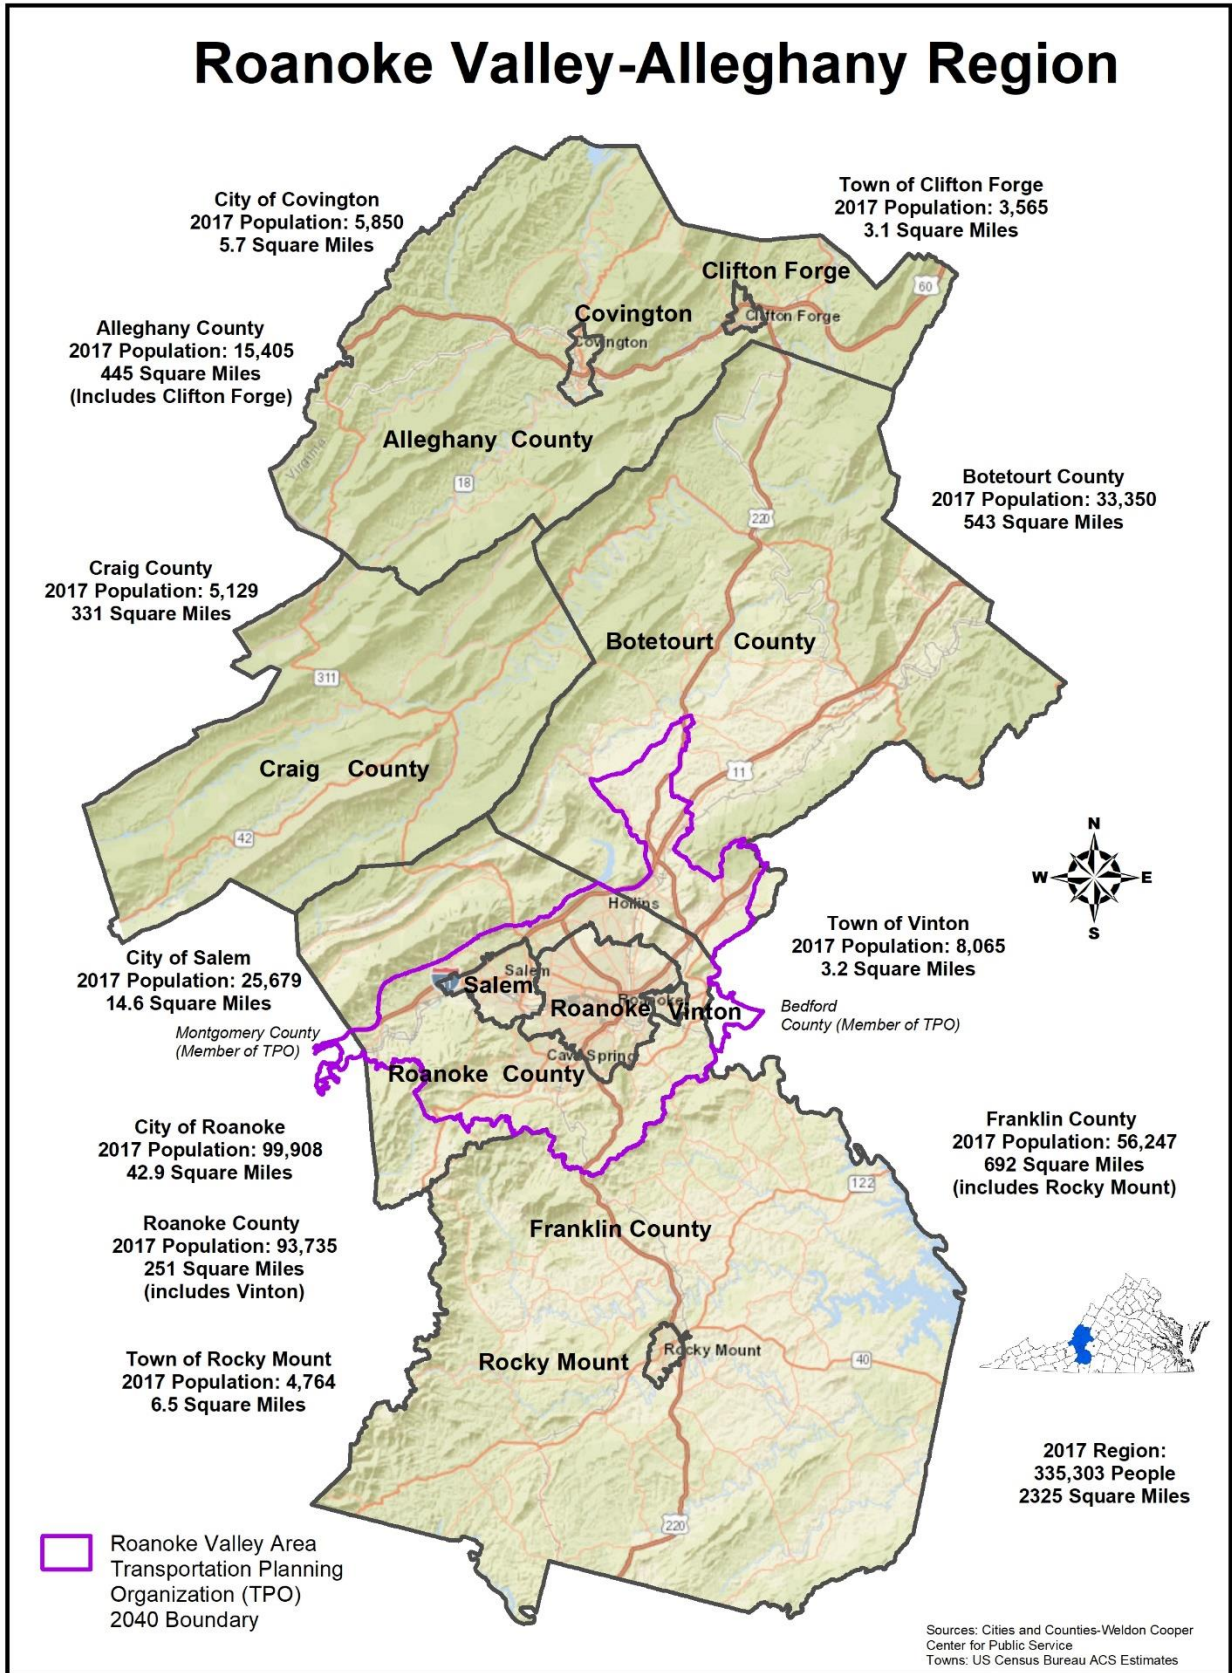 Roanoke Valley-Alleghany Region
City of Covington
2017 Population: 5,850
5.7 Square Miles
Town of Clifton Forge
2017 Population: 3,565
3.1 Square Miles
Clifton Forge
60
Covington
Clifton Forge
Covington
Alleghany County
2017 Population: 15,405
445 Square Miles
(Includes Clifton Forge)
Alleghany County
Virginia
18
Botetourt County
2017 Population: 33,350
543 Square Miles
220
Craig County
2017 Population: 5,129
331 Square Miles
Botetourt County
311
Craig County
11
42
N
W E
S
Hollins
Town of Vinton
2017 Population: 8,065
3.2 Square Miles
City of Salem
2017 Population: 25,679
14.6 Square Miles
Salem
Salem
Roanoke
Roanoke
Vinton
Bedford
County (Member of TPO)
Montgomery County
(Member of TPO)
Cave Spring
Roanoke County
City of Roanoke
2017 Population: 99,908
42.9 Square Miles
Franklin County
2017 Population: 56,247
692 Square Miles
(includes Rocky Mount)
122
Roanoke County
2017 Population: 93,735
251 Square Miles
(includes Vinton)
Franklin County
Town of Rocky Mount
2017 Population: 4,764
6.5 Square Miles
Rocky Mount
Rocky Mount
40
2017 Region:
335,303 People
2325 Square Miles
220
Roanoke Valley Area
Transportation Planning
Organization (TPO)
2040 Boundary
Sources: Cities and Counties-Weldon Cooper
Center for Public Service
Towns: US Census Bureau ACS Estimates